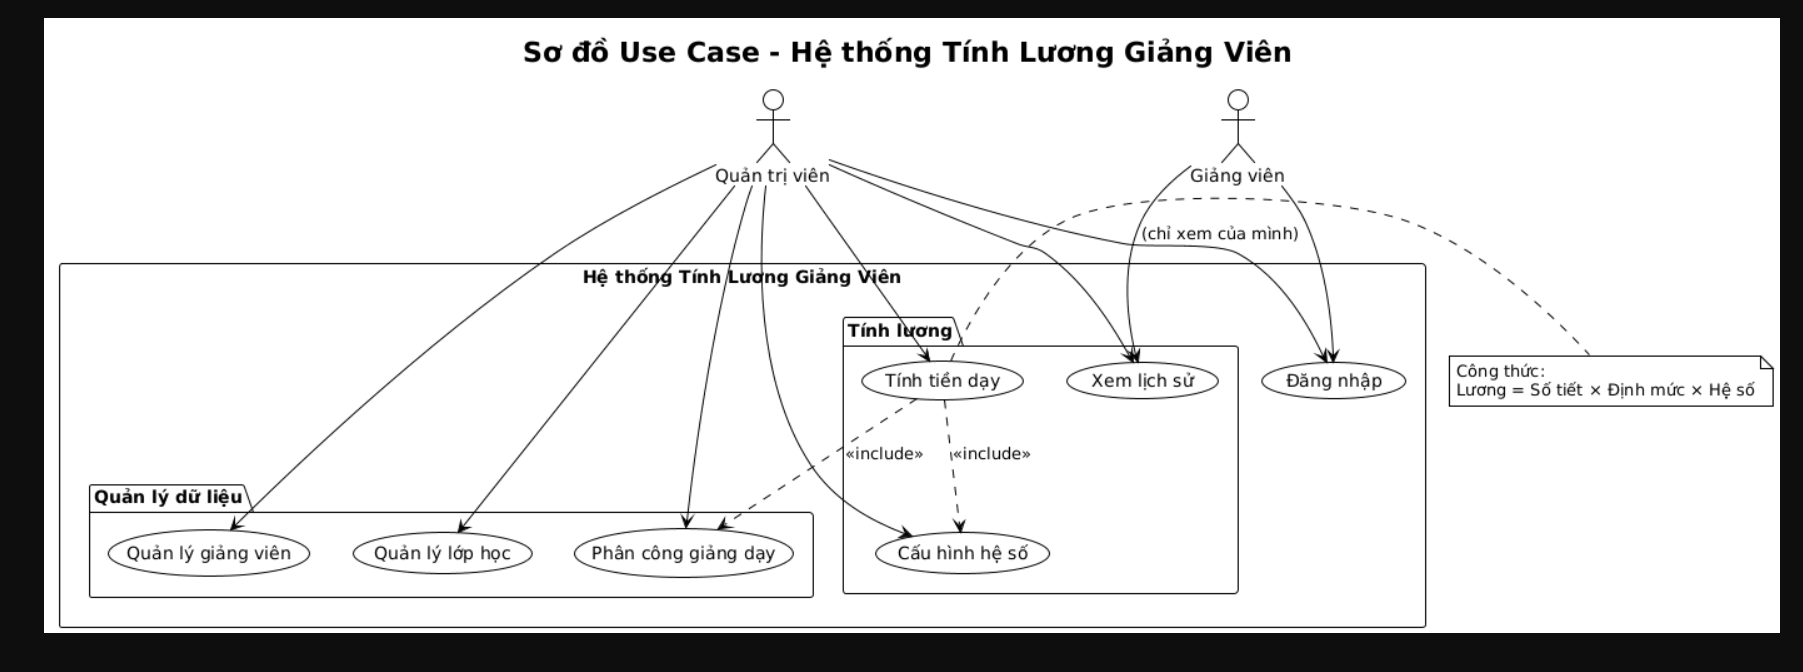 Sơ đồ Use Case - Hệ thống Tính Lương Giảng Viên
Quản trị viên
Giảng viên
(chỉ xem của mình)
Hệ thống Tính Lương Giảng Viên
Tính lương
Tính tiền dạy
Xem lịch sử
Đăng nhập
Công thức:
Lương = Số tiết × Định mức × Hệ số
«include»
«include»
Quản lý dữ liệu
Quản lý giảng viên
Quản lý lớp học
Phân công giảng dạy
Cấu hình hệ số